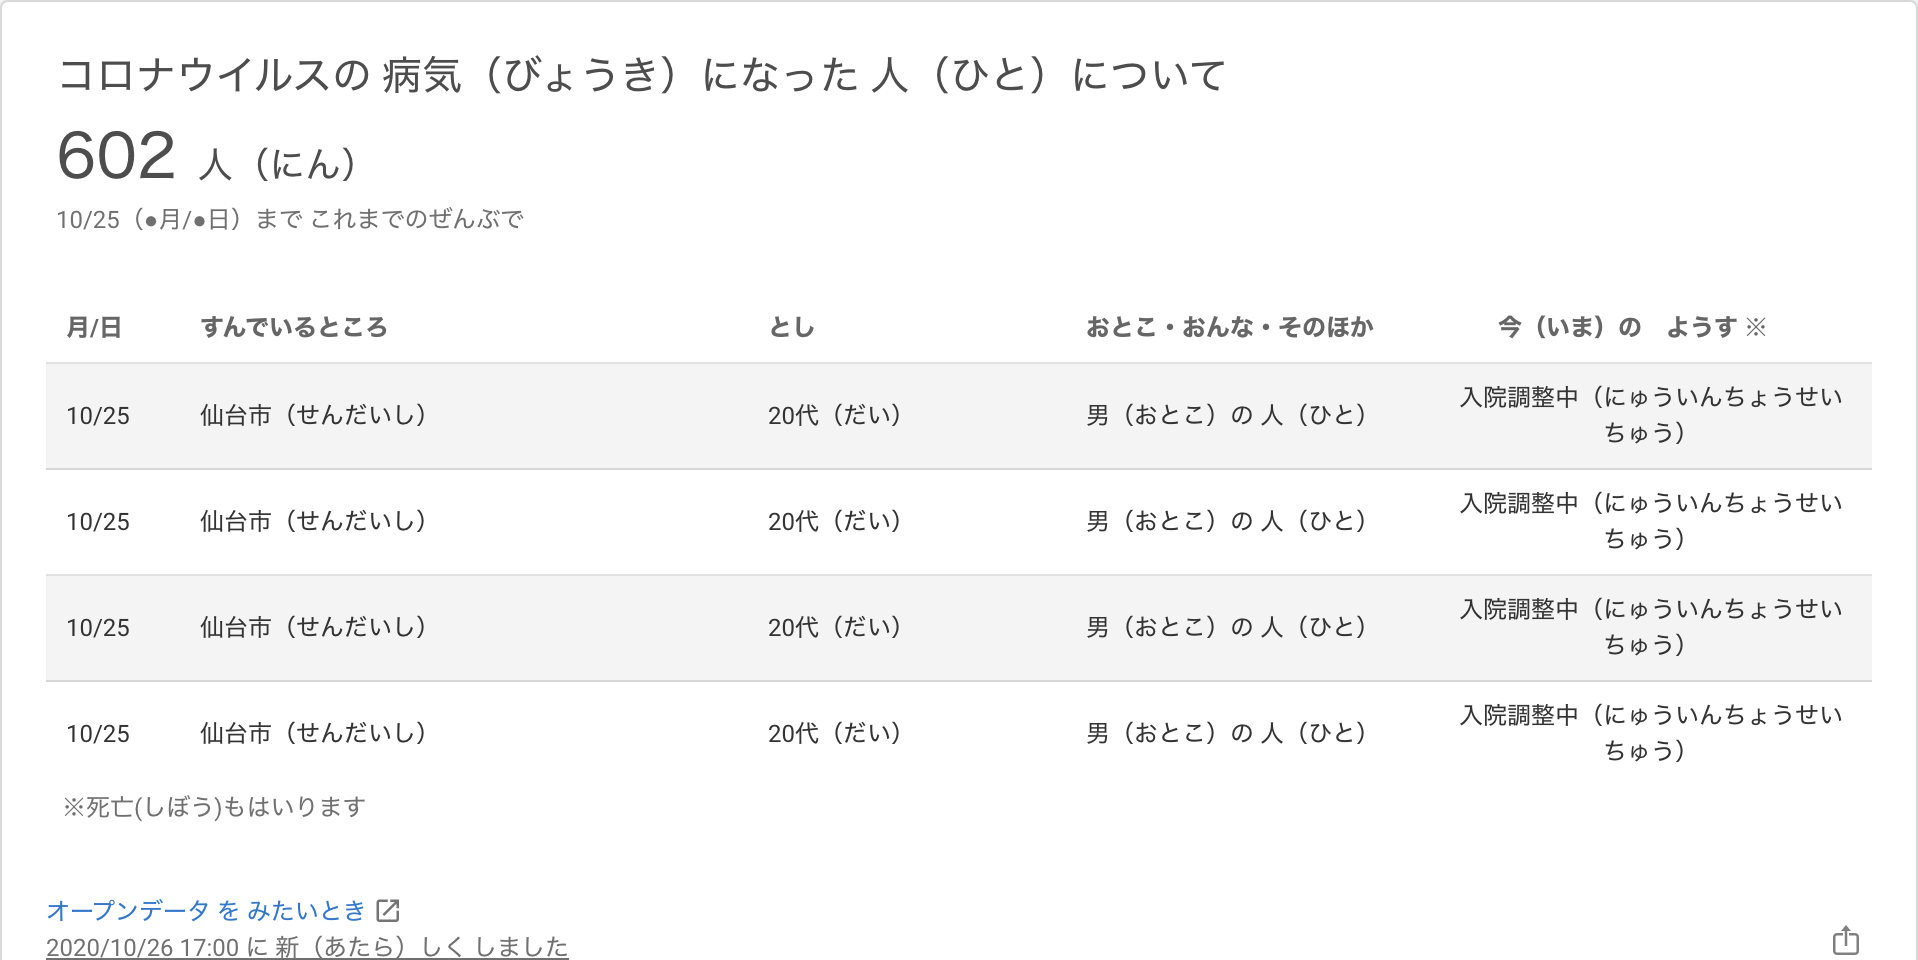 コロナウイルスの 病気（びょうき）になった 人（ひと）について
602 人（にん）
10/25（●月/●日）まで これまでのぜんぶで
月/日 すんでいるところ とし おとこ・おんな・そのほか 今（いま）の　ようす ※
10/25 仙台市（せんだいし） 20代（だい） 男（おとこ）の 人（ひと） 入院調整中（にゅういんちょうせい
ちゅう）
10/25 仙台市（せんだいし） 20代（だい） 男（おとこ）の 人（ひと） 入院調整中（にゅういんちょうせい
ちゅう）
10/25 仙台市（せんだいし） 20代（だい） 男（おとこ）の 人（ひと） 入院調整中（にゅういんちょうせい
ちゅう）
10/25 仙台市（せんだいし） 20代（だい） 男（おとこ）の 人（ひと） 入院調整中（にゅういんちょうせい
ちゅう）
※死亡(しぼう)もはいります
オープンデータ を みたいとき
2020/10/26 17:00 に 新（あたら）しく しました